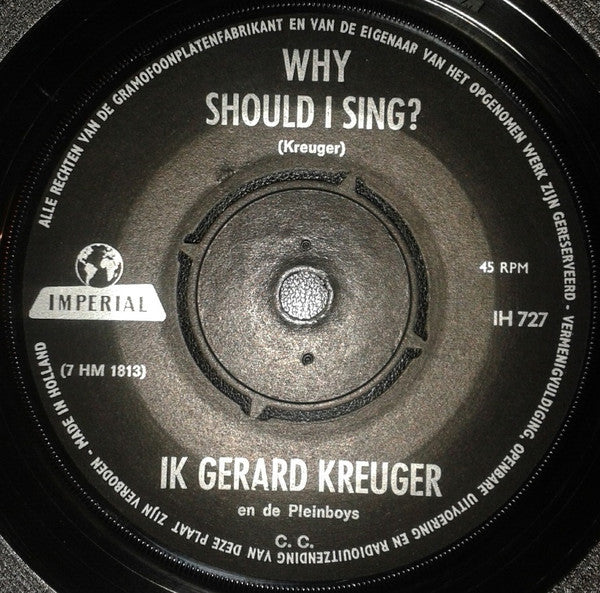 ALLE RECHTEN VAN DE GRAMOFOONPLATENFABRIKANT EN VAN DE EIGENAAR VAN HET OPGENOMEN WERK ZIJN GERESERVEERD - VERMENIGVULDIGING, OPENBARE UITVOERING EN RADIOUITZENDING VAN DEZE PLAAT ZIJN VERBODEN - MADE IN HOLLAND
WHY
SHOULD I SING?
(Kreuger)
45 RPM
IMPERIAL
IH 727
(7 HM 1813)
IK GERARD KREUGER
en de Pleinboys
C. C.